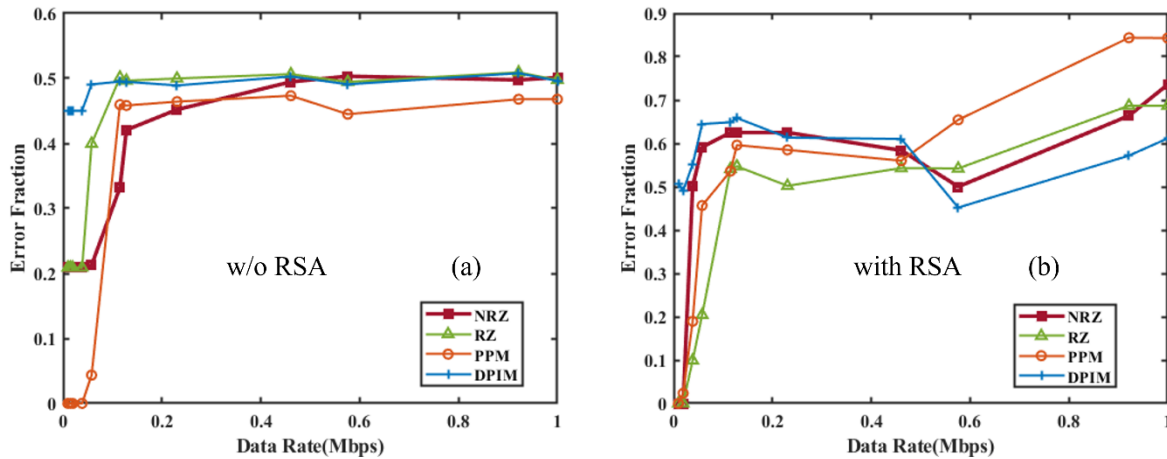 0.6
0.5
0.4
0.3
0.2
0.1
0
Error Fraction
w/o RSA
(a)
NRZ
RZ
PPM
DPIM
0 0.2 0.4 0.6 0.8 1
Data Rate(Mbps)
0.9
0.8
0.7
0.6
0.5
0.4
0.3
0.2
0.1
0
Error Fraction
with RSA
(b)
NRZ
RZ
PPM
DPIM
0 0.2 0.4 0.6 0.8 1
Data Rate(Mbps)